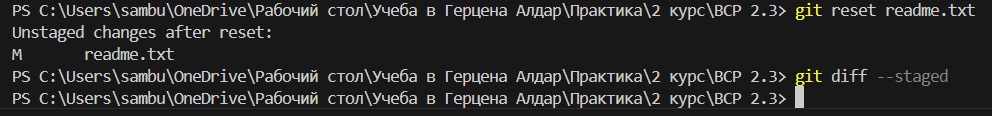 PS C:\Users\sambu\OneDrive\Рабочий стол\Учеба в Герцена Алдар\Практика\2 курс\ВСР 2.3> git reset readme.txt
Unstaged changes after reset:
M       readme.txt
PS C:\Users\sambu\OneDrive\Рабочий стол\Учеба в Герцена Алдар\Практика\2 курс\ВСР 2.3> git diff --staged
PS C:\Users\sambu\OneDrive\Рабочий стол\Учеба в Герцена Алдар\Практика\2 курс\ВСР 2.3>